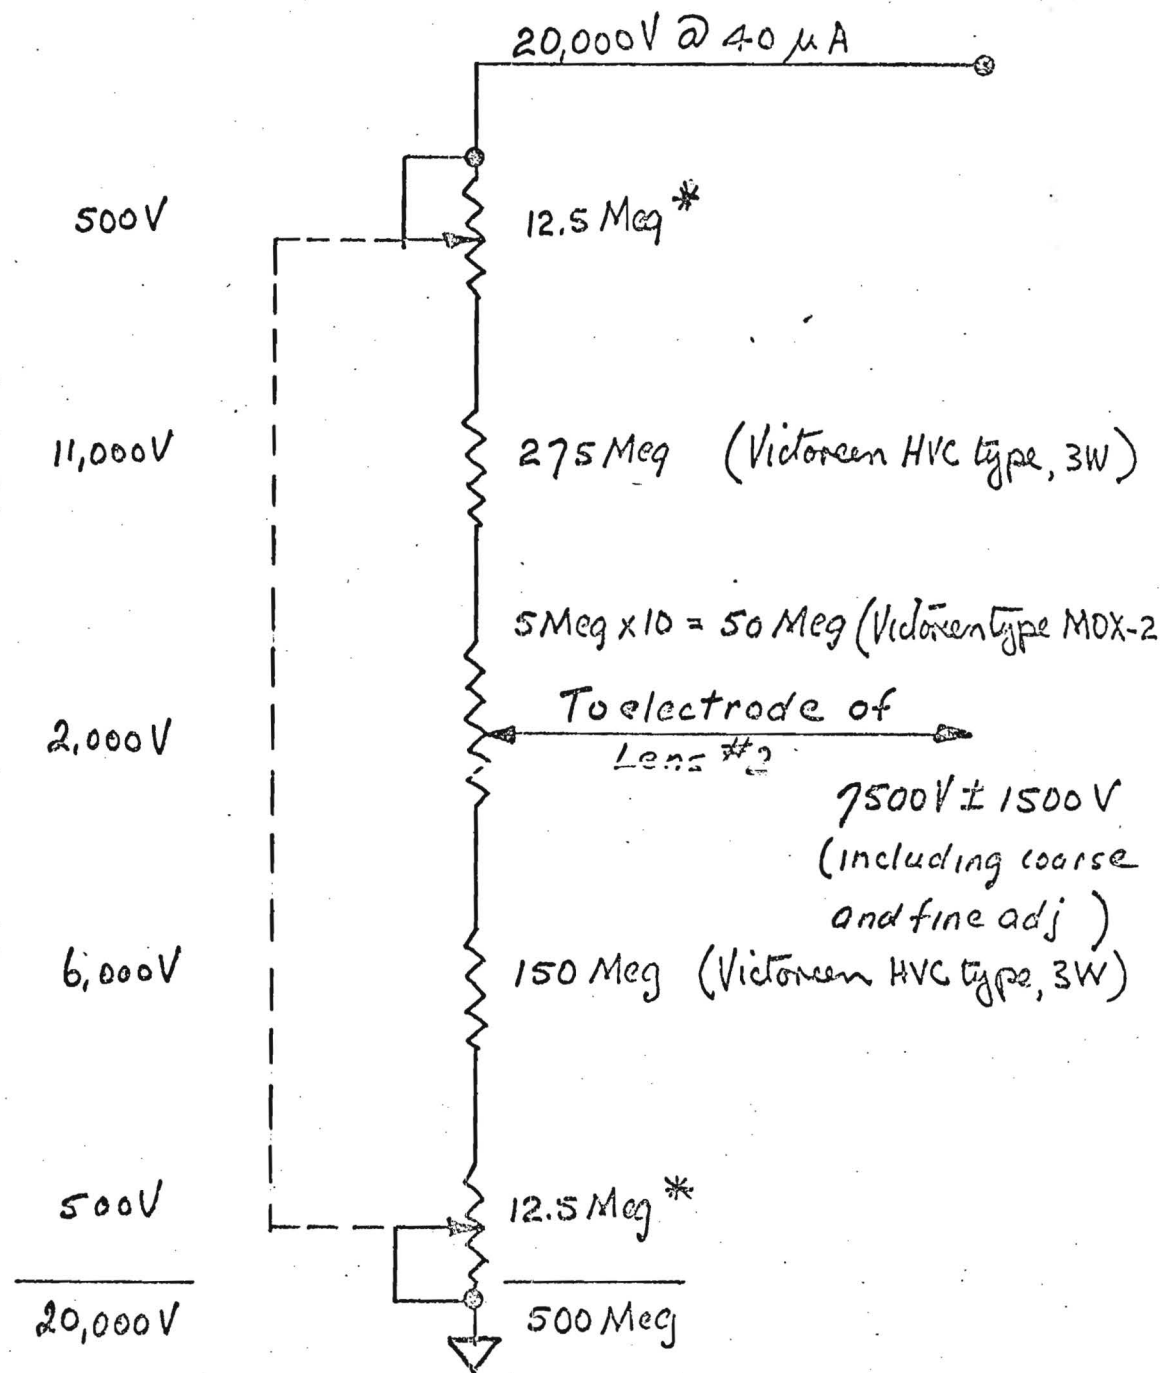 20,000V @ 40 μA
500V
12.5 Meg *
11,000V
275 Meg (Victoreen HVC type, 3W)
5 Meg x 10 = 50 Meg (Victoreen type MOX-2
2,000V
To electrode of
Lens #2
7500V ± 1500V
(including coarse
and fine adj )
6,000V
150 Meg (Victoreen HVC type, 3W)
500V
12.5 Meg *
20,000V
500 Meg